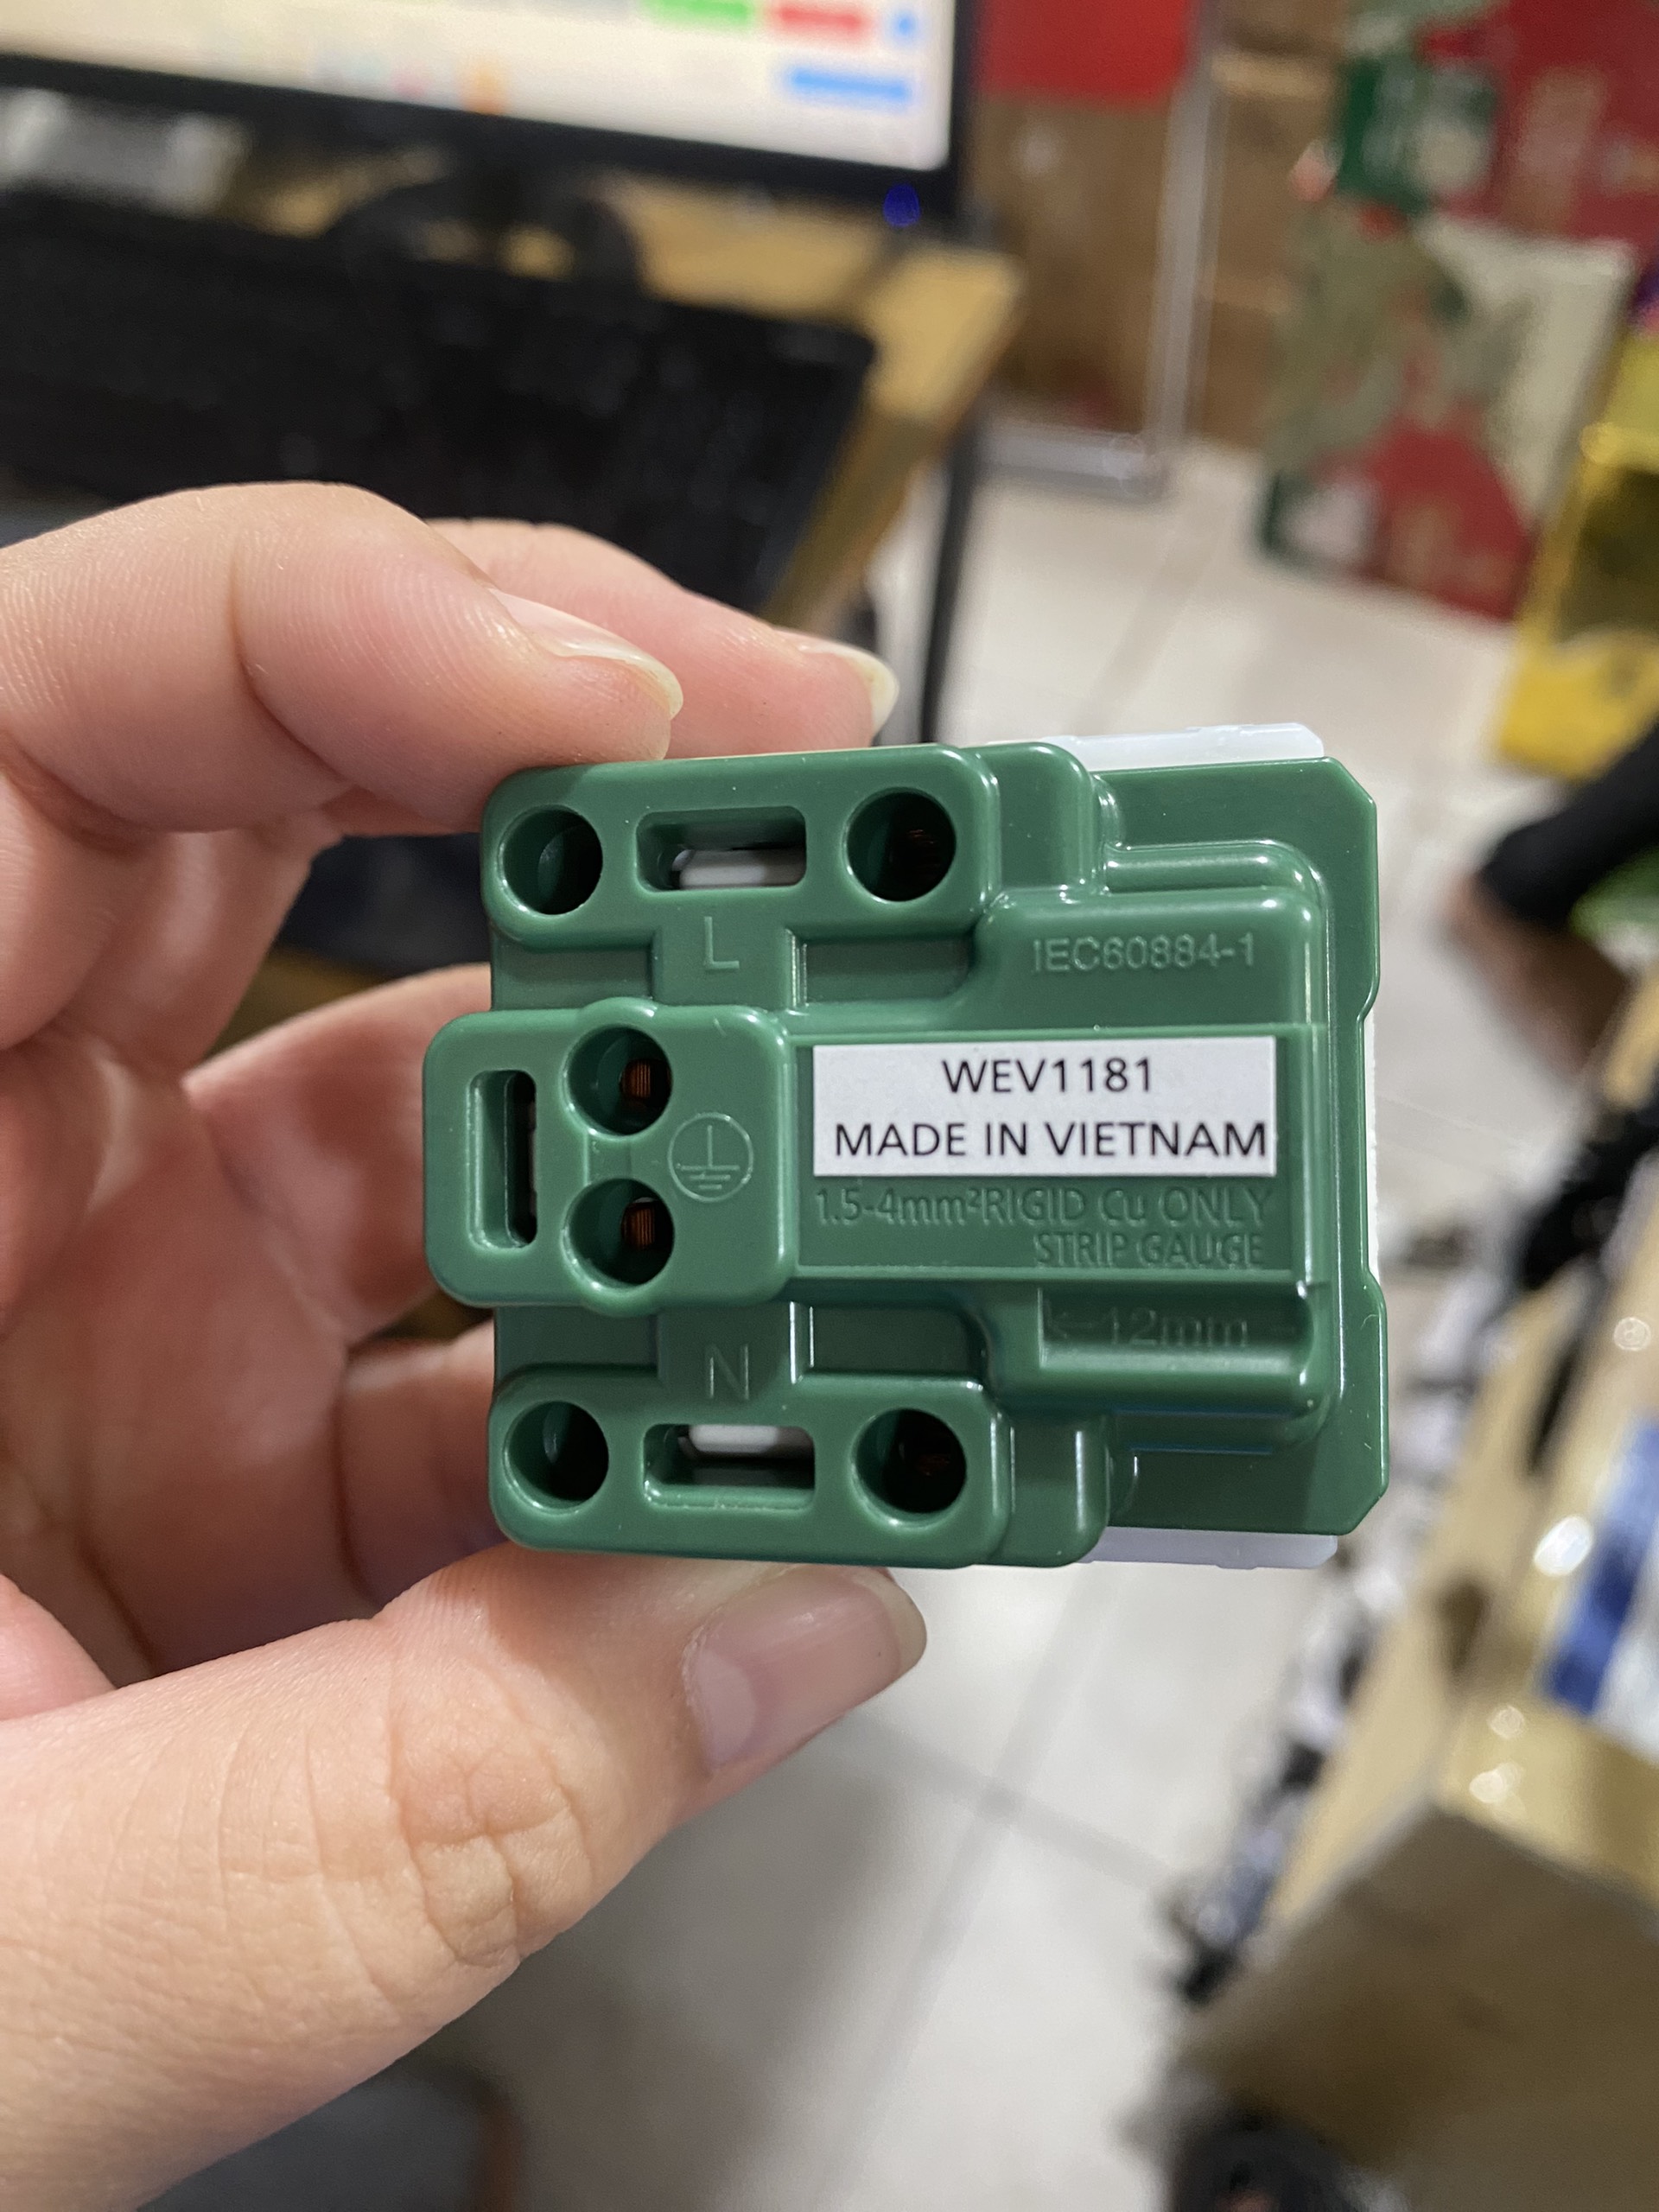 L
IEC60884-1
WEV1181
MADE IN VIETNAM
1.5-4mm²RIGID Cu ONLY
STRIP GAUGE
12mm
N